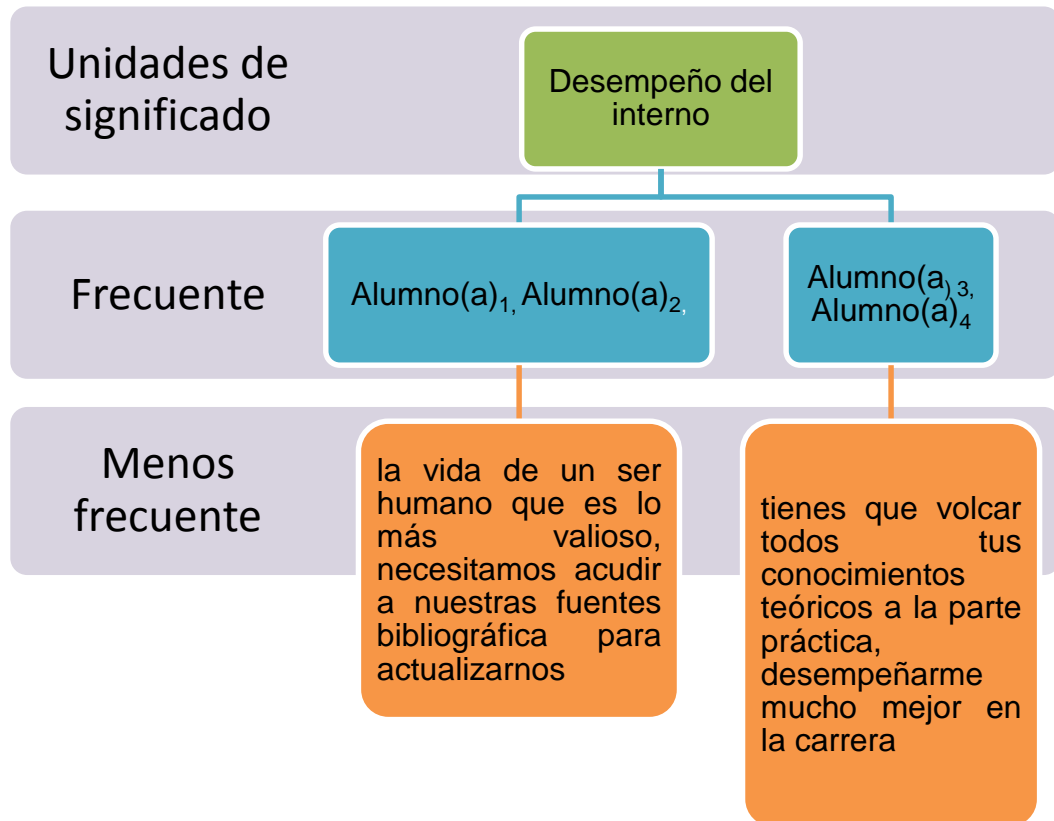 Unidades de
significado
Desempeño del
interno
Frecuente
Alumno(a)1, Alumno(a)2,
Alumno(a) 3,
Alumno(a)4
Menos
frecuente
la vida de un ser
humano que es lo
más valioso,
necesitamos acudir
a nuestras fuentes
bibliográfica para
actualizarnos
tienes que volcar
todos tus
conocimientos
teóricos a la parte
práctica,
desempeñarme
mucho mejor en
la carrera